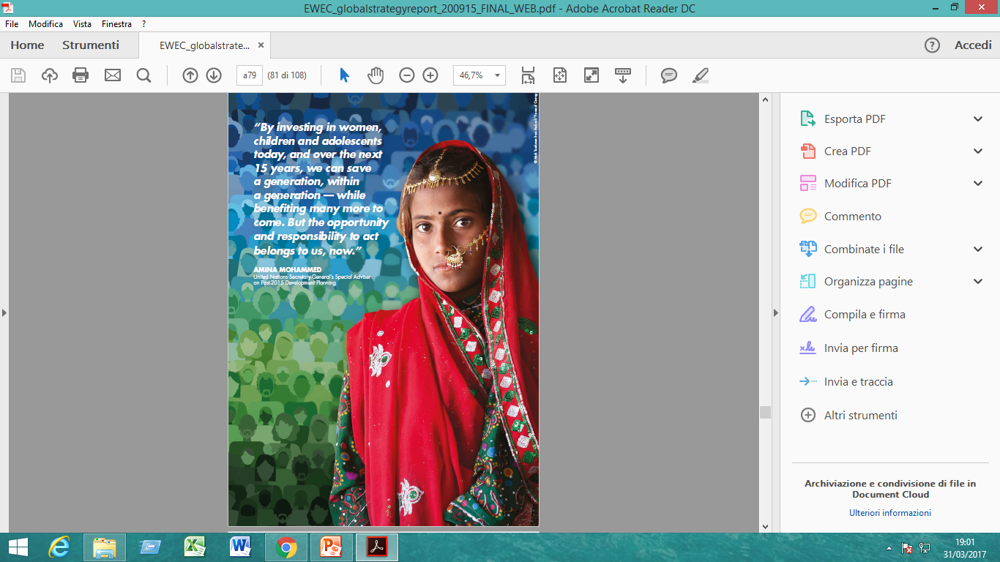 EWEC_globalstrategyreport_200915_FINAL_WEB.pdf - Adobe Acrobat Reader DC
File Modifica Vista Finestra ?
Home Strumenti EWEC_globalstrate... × ? Accedi
a79 (81 di 108) 46,7%
“By investing in women,
children and adolescents
today, and over the next
15 years, we can save
a generation, within
a generation — while
benefiting many more to
come. But the opportunity
and responsibility to act
belongs to us, now.”
AMINA MOHAMMED
United Nations Secretary-General’s Special Adviser
on Post-2015 Development Planning
Esporta PDF
Crea PDF
Modifica PDF
Commento
Combinate i file
Organizza pagine
Compila e firma
Invia per firma
Invia e traccia
Altri strumenti
Archiviazione e condivisione di file in
Document Cloud
Ulteriori informazioni
19:01
31/03/2017